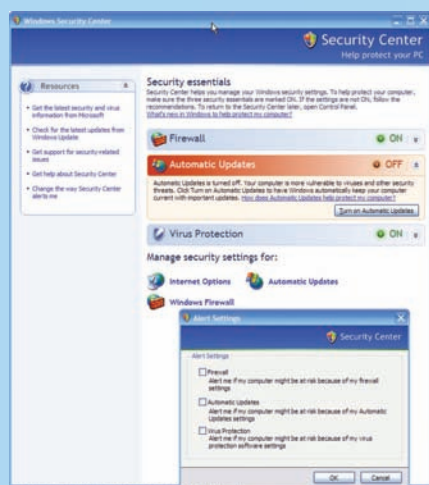 Windows Security Center
Security Center
Help protect your PC
Resources
Get the latest security and virus
information from Microsoft
Check for the latest updates from
Windows Update
Get support for security-related
issues
Get help about Security Center
Change the way Security Center
alerts me
Security essentials
Security Center helps you manage your Windows security settings. To help protect your computer,
make sure the three security essentials are marked ON. If the settings are not ON, follow the
recommendations. To return to the Security Center later, open Control Panel.
What's new in Windows to help protect my computer?
Firewall ON
Automatic Updates OFF
Automatic Updates is turned off. Your computer is more vulnerable to viruses and other security
threats. Click Turn on Automatic Updates to have Windows automatically keep your computer
current with important updates. How does Automatic Updates help protect my computer?
Turn on Automatic Updates
Virus Protection ON
Manage security settings for:
Internet Options Automatic Updates
Windows Firewall
Alert Settings
Security Center
Alert Settings
Firewall
Alert me if my computer might be at risk because of my firewall
settings
Automatic Updates
Alert me if my computer might be at risk because of my Automatic
Updates settings
Virus Protection
Alert me if my computer might be at risk because of my virus
protection software settings
OK Cancel